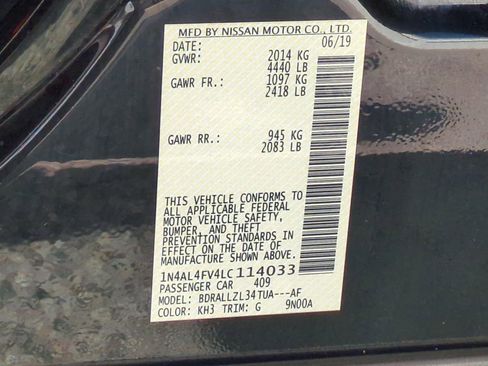 MFD BY NISSAN MOTOR CO., LTD.
DATE: 06/19
GVWR: 2014 KG
4440 LB
GAWR FR.: 1097 KG
2418 LB
GAWR RR.: 945 KG
2083 LB
THIS VEHICLE CONFORMS TO
ALL APPLICABLE FEDERAL
MOTOR VEHICLE SAFETY,
BUMPER, AND THEFT
PREVENTION STANDARDS IN
EFFECT ON THE DATE OF
MANUFACTURE SHOWN ABOVE.
1N4AL4FV4LC114033
PASSENGER CAR 409
MODEL: BDRALLZL34TUA---AF
COLOR: KH3 TRIM: G 9N00A